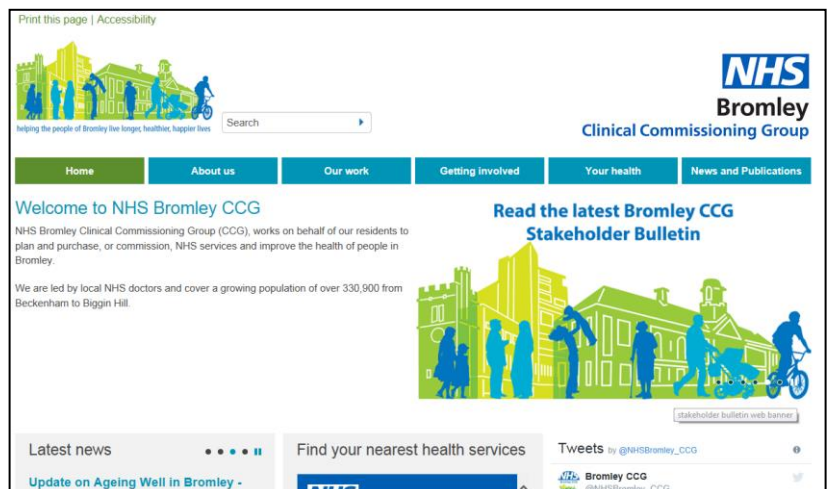 Print this page | Accessibility
helping the people of Bromley live longer, healthier, happier lives
Search
NHS
Bromley
Clinical Commissioning Group
Home
About us
Our work
Getting involved
Your health
News and Publications
Welcome to NHS Bromley CCG
NHS Bromley Clinical Commissioning Group (CCG), works on behalf of our residents to
plan and purchase, or commission, NHS services and improve the health of people in
Bromley.
We are led by local NHS doctors and cover a growing population of over 330,900 from
Beckenham to Biggin Hill.
Read the latest Bromley CCG
Stakeholder Bulletin
stakeholder bulletin web banner
Latest news
Update on Ageing Well in Bromley -
Find your nearest health services
NHS
Tweets by @NHSBromley_CCG
NHS
Bromley CCG
@NHSBromley_CCG